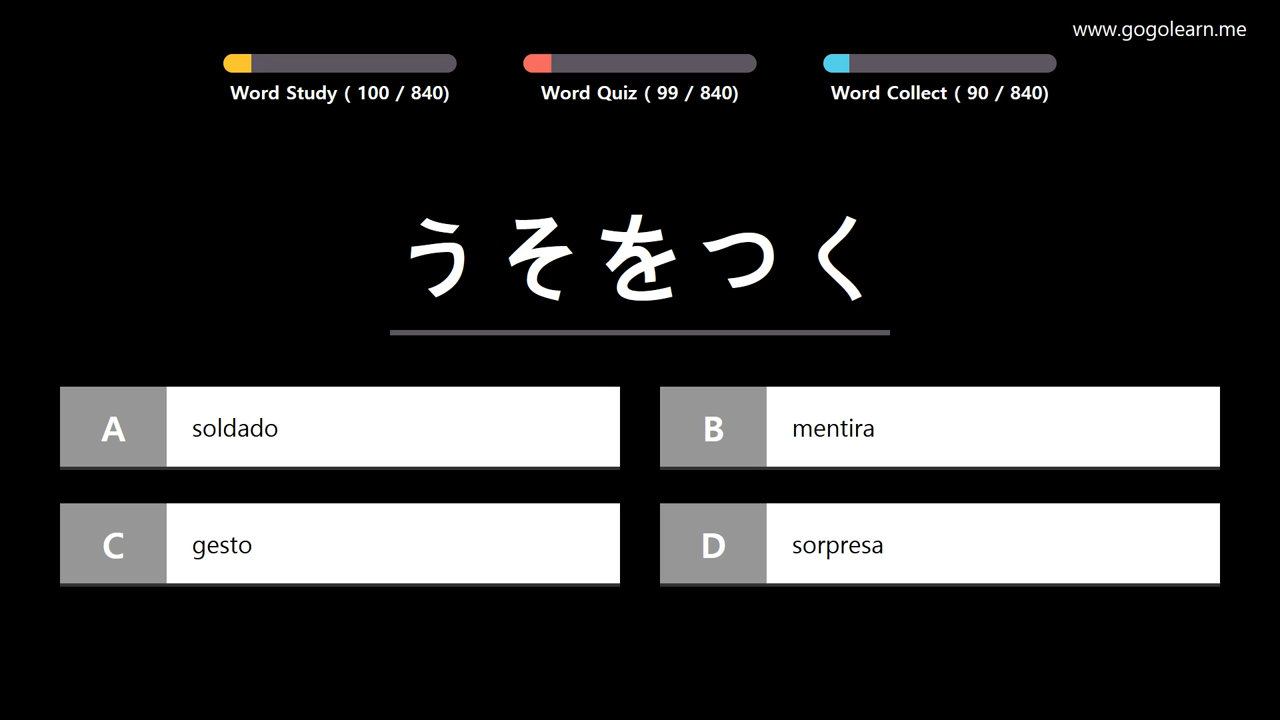 www.gogolearn.me
Word Study ( 100 / 840)
Word Quiz ( 99 / 840)
Word Collect ( 90 / 840)
うそをつく
A soldado
B mentira
C gesto
D sorpresa